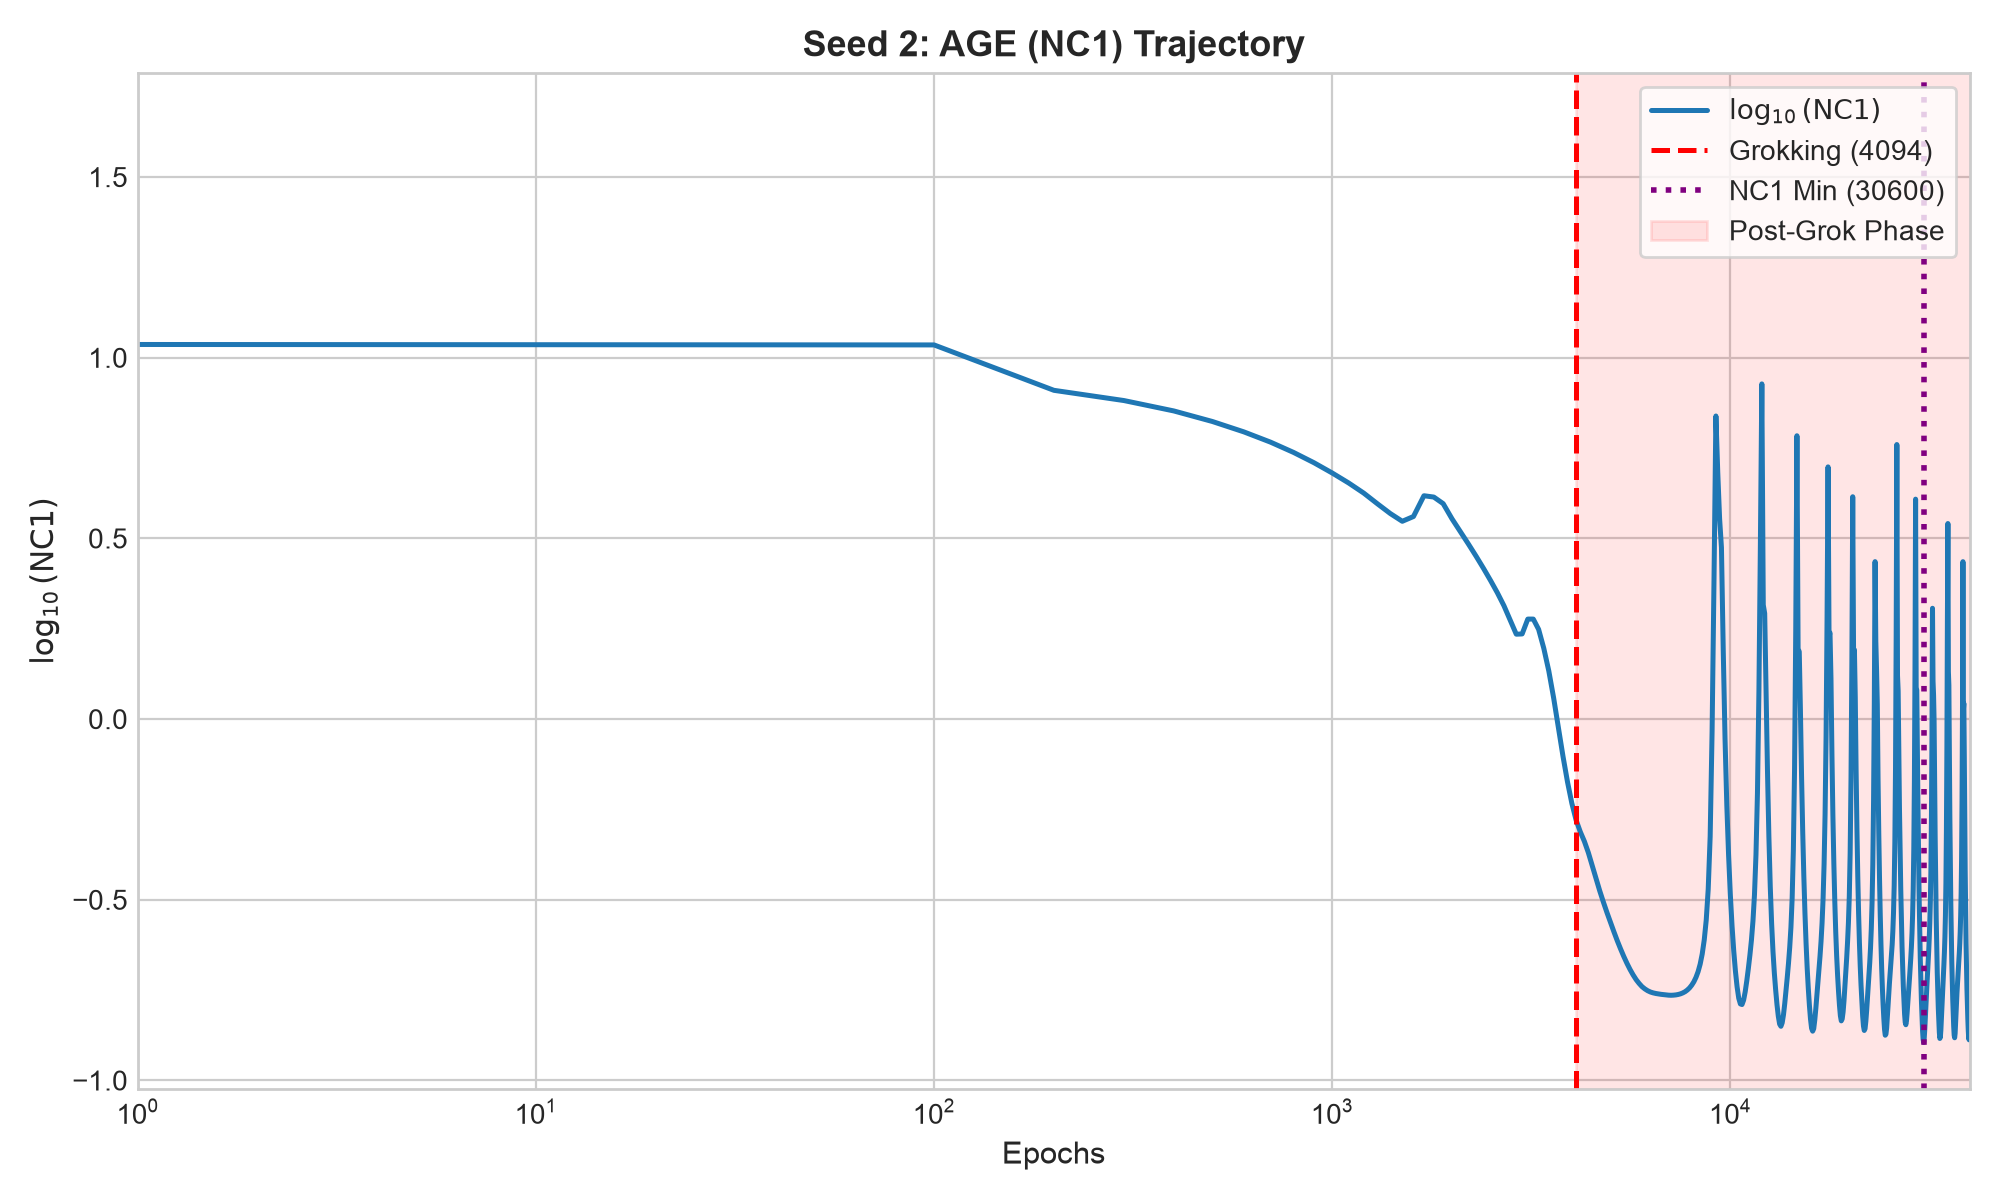 Seed 2: AGE (NC1) Trajectory
log₁₀ (NC1)
Grokking (4094)
NC1 Min (30600)
Post-Grok Phase
log₁₀ (NC1)
1.5
1.0
0.5
0.0
−0.5
−1.0
10⁰ 10¹ 10² 10³ 10⁴
Epochs